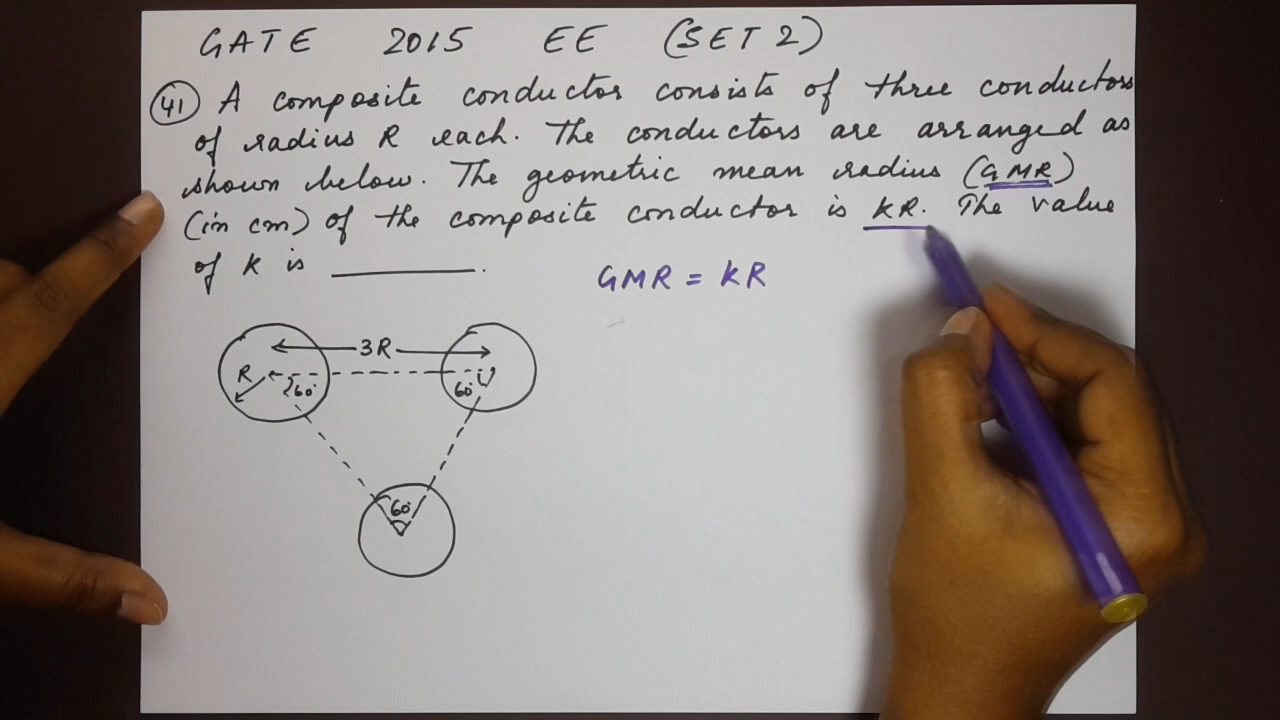 GATE 2015 EE (SET 2)
41 A composite conductor consists of three conductors
of radius R each. The conductors are arranged as
shown below. The geometric mean radius (GMR)
(in cm) of the composite conductor is KR. The value
of K is ________.
GMR = KR
3R
R 60° 60°
60°